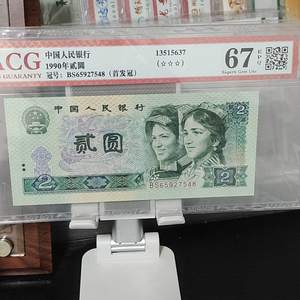 ACG
GUARANTY
中国人民银行
1990年贰圆
冠号：BS65927548（首发冠）
13515637
(☆☆☆)
67 EPQ
Superb Gem Unc
中国人民银行
贰圆
2
BS65927548
2